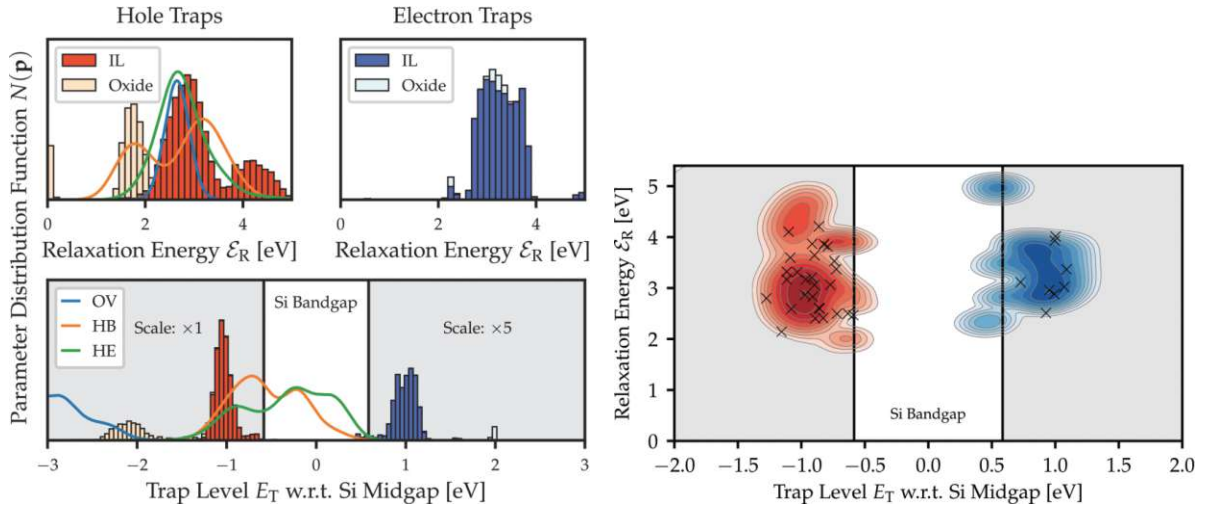 Hole Traps
Electron Traps
Parameter Distribution Function N(p)
IL
Oxide
IL
Oxide
0 2 4
0 2 4
Relaxation Energy ℰR [eV]
Relaxation Energy ℰR [eV]
OV
HB
HE
Scale: ×1
Si Bandgap
Scale: ×5
−3 −2 −1 0 1 2 3
Trap Level ET w.r.t. Si Midgap [eV]
Relaxation Energy ℰR [eV]
5
4
3
2
1
0
Si Bandgap
−2.0 −1.5 −1.0 −0.5 0.0 0.5 1.0 1.5 2.0
Trap Level ET w.r.t. Si Midgap [eV]